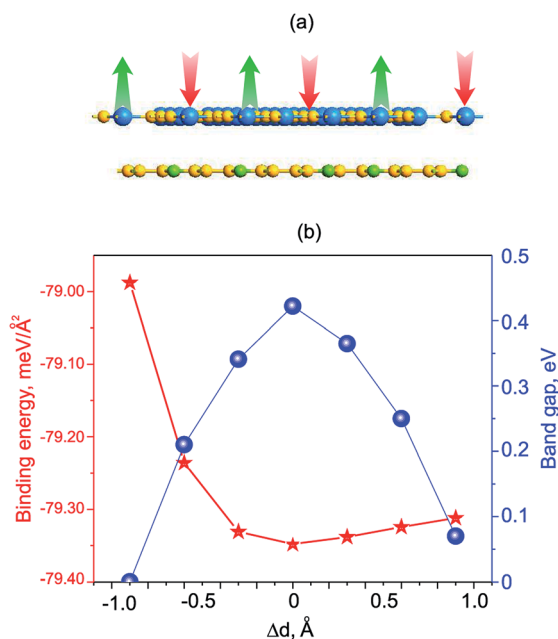 (a)
(b)
Binding energy, meV/Å²
-79.00
-79.10
-79.20
-79.30
-79.40
0.5
0.4
0.3
0.2
0.1
0
Band gap, eV
-1.0 -0.5 0 0.5 1.0
Δd, Å